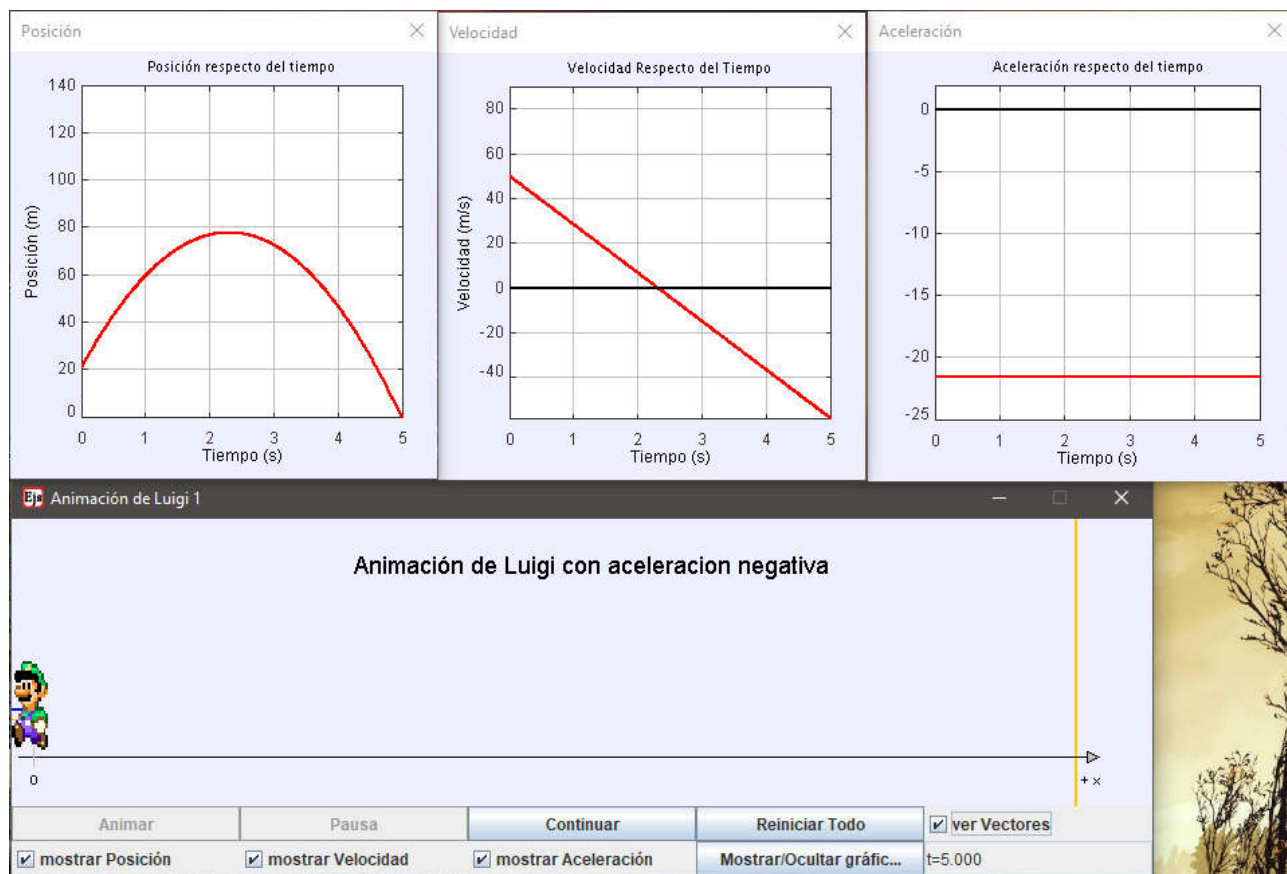 Posición
Posición respecto del tiempo
140
120
100
80
60
40
20
0
Posición (m)
0 1 2 3 4 5
Tiempo (s)
Velocidad
Velocidad Respecto del Tiempo
80
60
40
20
0
-20
-40
Velocidad (m/s)
0 1 2 3 4 5
Tiempo (s)
Aceleración
Aceleración respecto del tiempo
0
-5
-10
-15
-20
-25
0 1 2 3 4 5
Tiempo (s)
Ejs Animación de Luigi 1
Animación de Luigi con aceleracion negativa
0
+ x
Animar Pausa Continuar Reiniciar Todo ver Vectores
mostrar Posición mostrar Velocidad mostrar Aceleración Mostrar/Ocultar gráfic... t=5.000